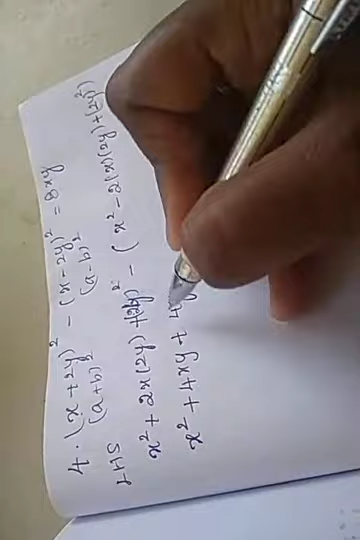 4. (x+2y)² - (x-2y)² = 8xy
(a+b)² (a-b)²
LHS
x² + 2x(2y) + (2y)² - (x² - 2(x)(2y) + (2y)²)
x² + 4xy + 4